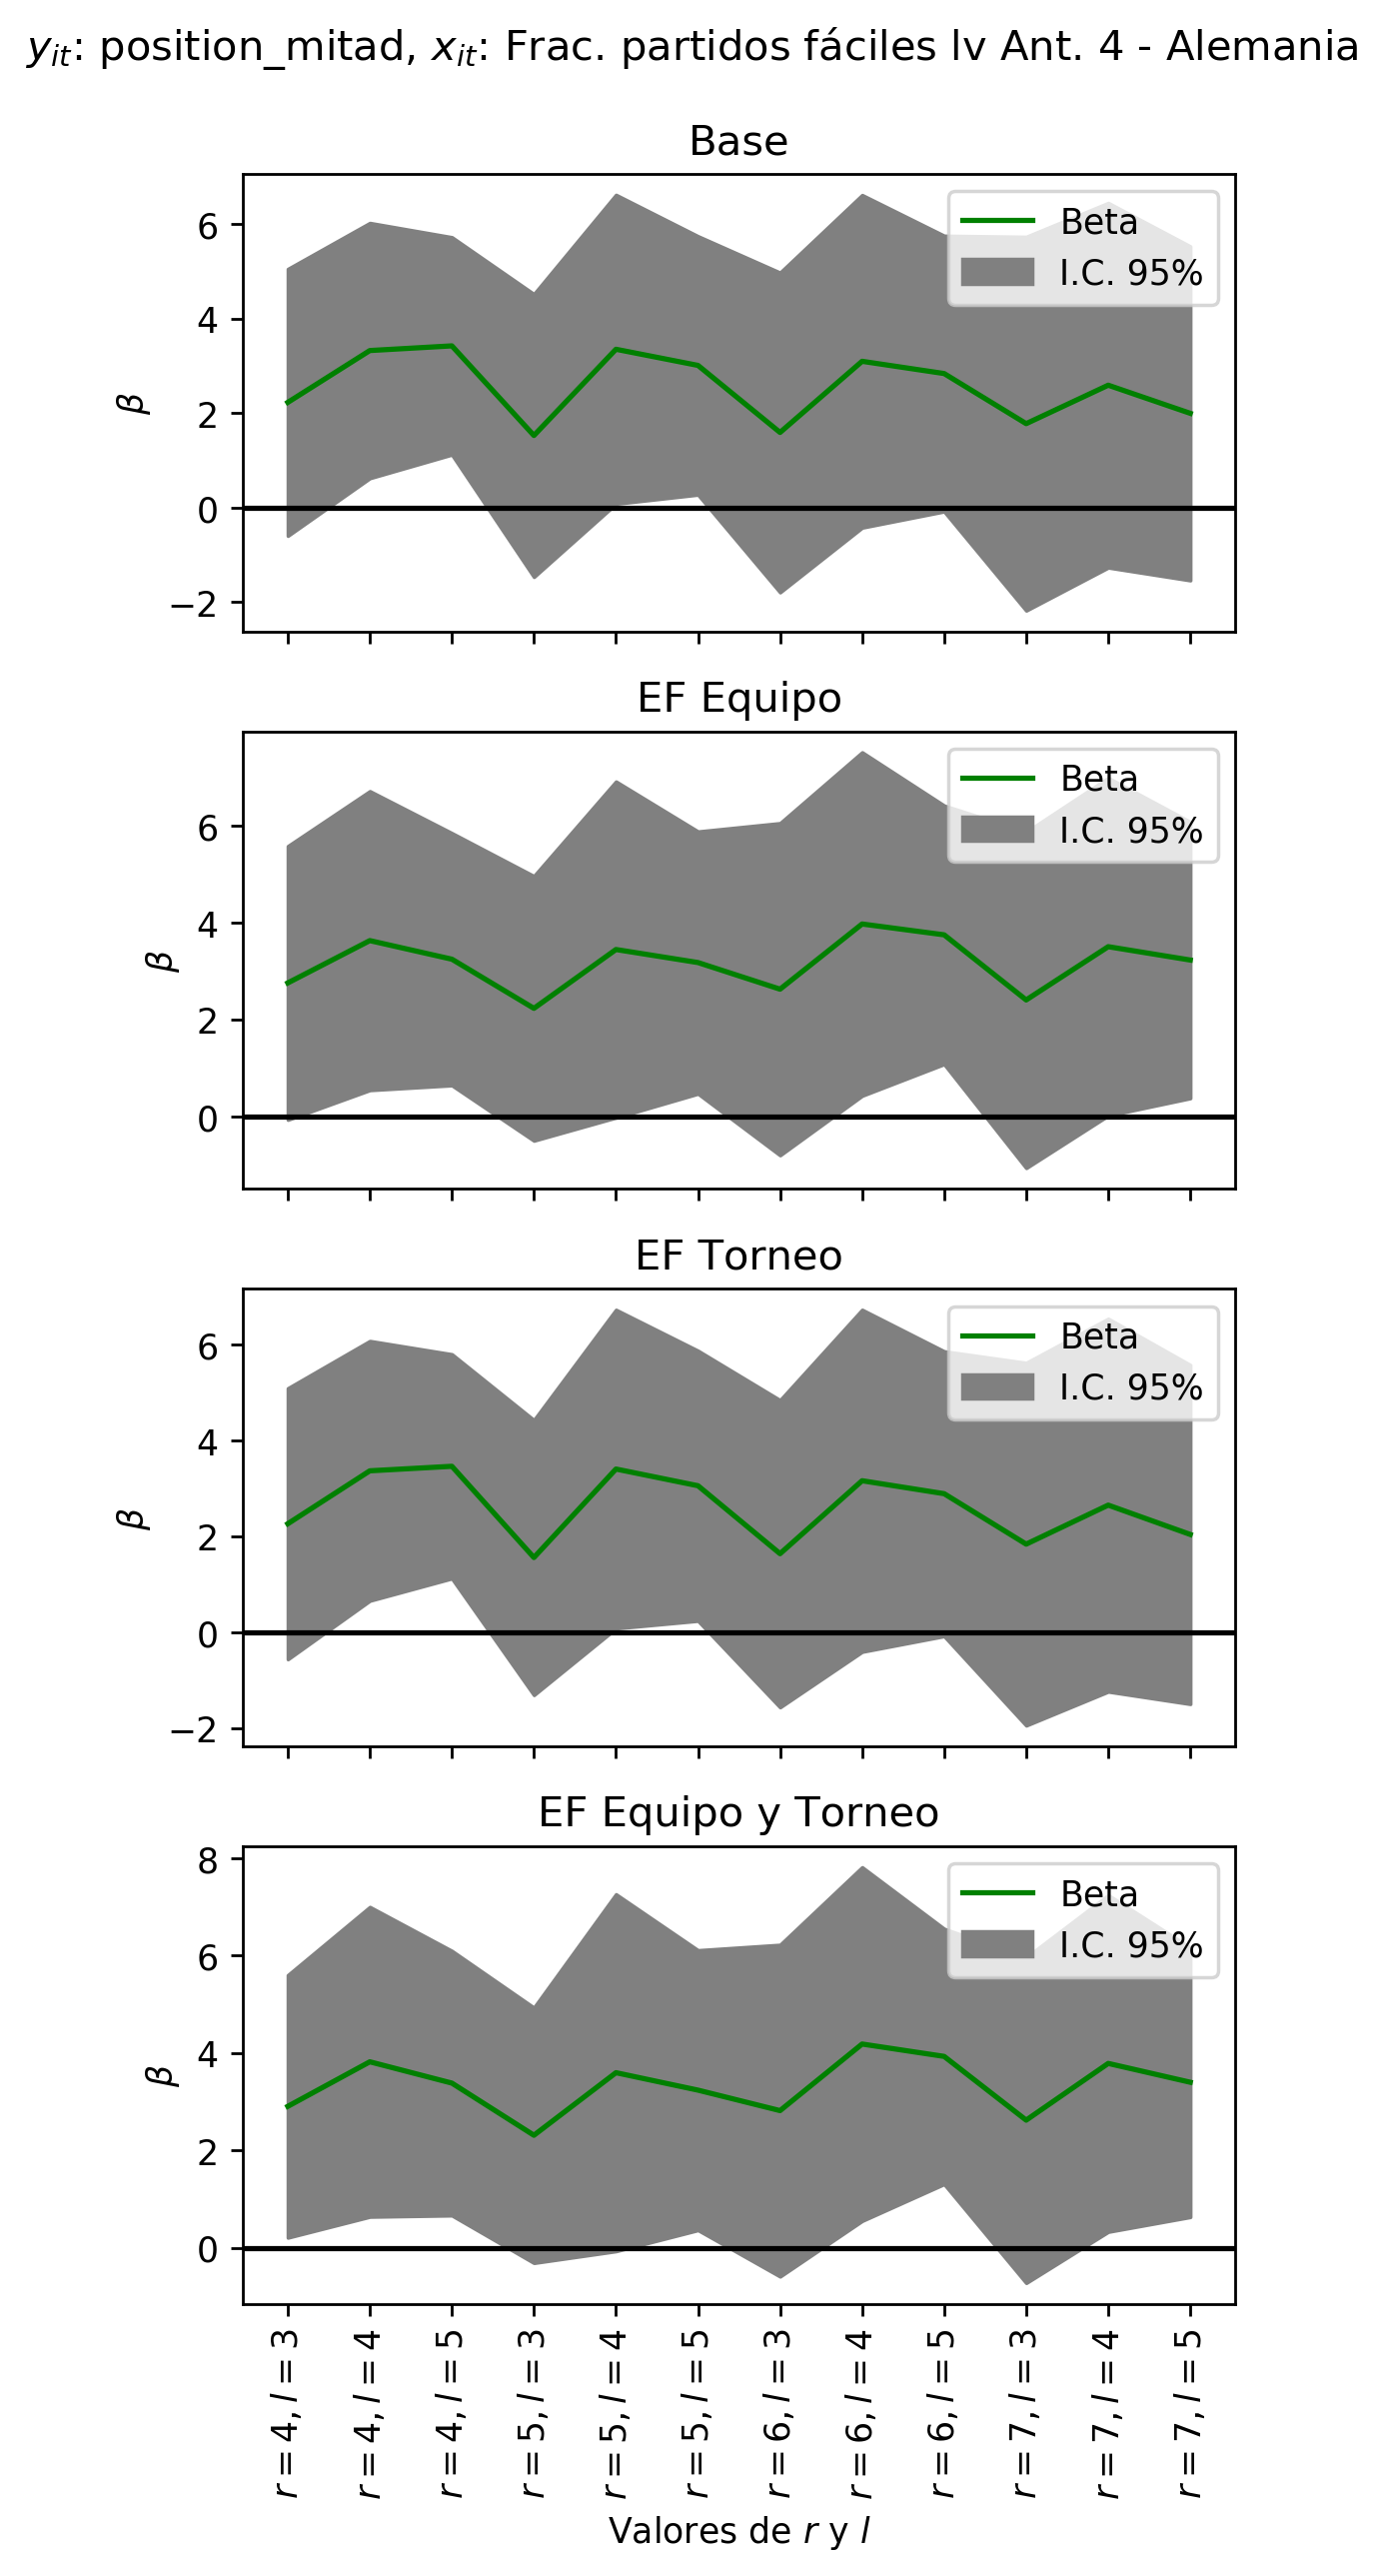 y_it: position_mitad, x_it: Frac. partidos fáciles lv Ant. 4 - Alemania
Base
Beta
I.C. 95%
6
4
2
0
−2
β
EF Equipo
Beta
I.C. 95%
6
4
2
0
β
EF Torneo
Beta
I.C. 95%
6
4
2
0
−2
β
EF Equipo y Torneo
Beta
I.C. 95%
8
6
4
2
0
β
r = 4, l = 3
r = 4, l = 4
r = 4, l = 5
r = 5, l = 3
r = 5, l = 4
r = 5, l = 5
r = 6, l = 3
r = 6, l = 4
r = 6, l = 5
r = 7, l = 3
r = 7, l = 4
r = 7, l = 5
Valores de r y l